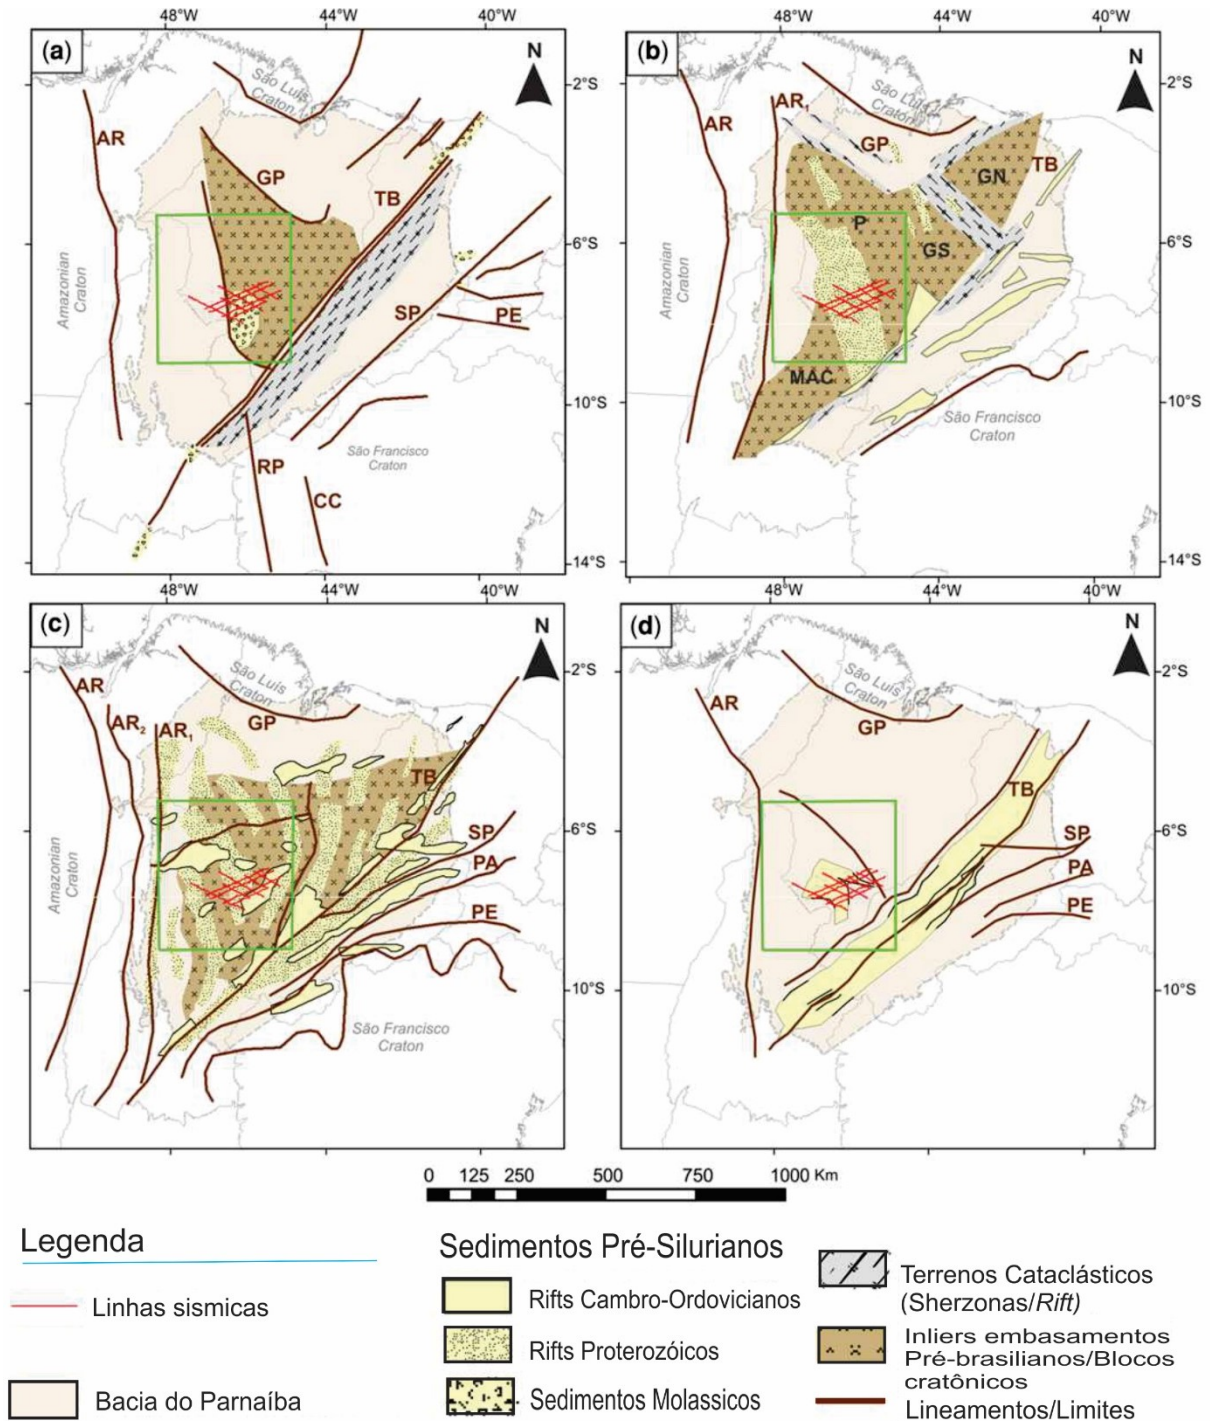 48°W 44°W 40°W
(a)
N
2°S
São Luís
Craton
AR
GP
TB
6°S
Amazonian
Craton
SP
PE
10°S
São Francisco
Craton
RP
CC
14°S
48°W 44°W 40°W
(b)
N
2°S
São Luís
Craton
AR
AR1
GP
GN
TB
P
GS
6°S
Amazonian
Craton
MAC
10°S
São Francisco
Craton
14°S
48°W 44°W 40°W
(c)
N
2°S
São Luís
Craton
AR
AR2 AR1
GP
TB
6°S
SP
PA
Amazonian
Craton
PE
10°S
São Francisco
Craton
48°W 44°W 40°W
(d)
N
2°S
São Luís
Craton
AR
GP
TB
6°S
SP
PA
PE
10°S
0 125 250 500 750 1000 Km
Legenda
Linhas sismicas
Bacia do Parnaíba
Sedimentos Pré-Silurianos
Rifts Cambro-Ordovicianos
Rifts Proterozóicos
Sedimentos Molassicos
Terrenos Cataclásticos
(Sherzonas/Rift)
Inliers embasamentos
Pré-brasilianos/Blocos
cratônicos
Lineamentos/Limites